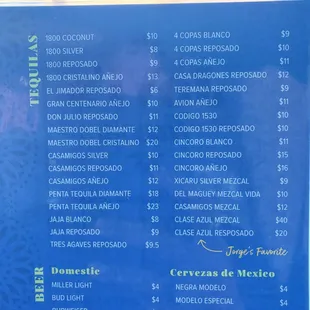 TEQUILAS
1800 COCONUT $10
1800 SILVER $8
1800 REPOSADO $9
1800 CRISTALINO AÑEJO $13
EL JIMADOR REPOSADO $6
GRAN CENTENARIO AÑEJO $10
DON JULIO REPOSADO $11
MAESTRO DOBEL DIAMANTE $12
MAESTRO DOBEL CRISTALINO $20
CASAMIGOS SILVER $10
CASAMIGOS REPOSADO $11
CASAMIGOS AÑEJO $12
PENTA TEQUILA DIAMANTE $18
PENTA TEQUILA AÑEJO $23
JAJA BLANCO $8
JAJA REPOSADO $9
TRES AGAVES REPOSADO $9.5
4 COPAS BLANCO $9
4 COPAS REPOSADO $10
4 COPAS AÑEJO $11
CASA DRAGONES REPOSADO $12
TEREMANA REPOSADO $9
AVION AÑEJO $11
CODIGO 1530 $10
CODIGO 1530 REPOSADO $12
CINCORO BLANCO $11
CINCORO REPOSADO $15
CINCORO AÑEJO $16
XICARU SILVER MEZCAL $9
DEL MAGUEY MEZCAL VIDA $10
CASAMIGOS MEZCAL $12
CLASE AZUL MEZCAL $40
CLASE AZUL RESPOSADO $20
Jorge's Favorite
BEER
Domestic
MILLER LIGHT $4
BUD LIGHT $4
BUDWEISER
Cervezas de Mexico
NEGRA MODELO $4
MODELO ESPECIAL $4